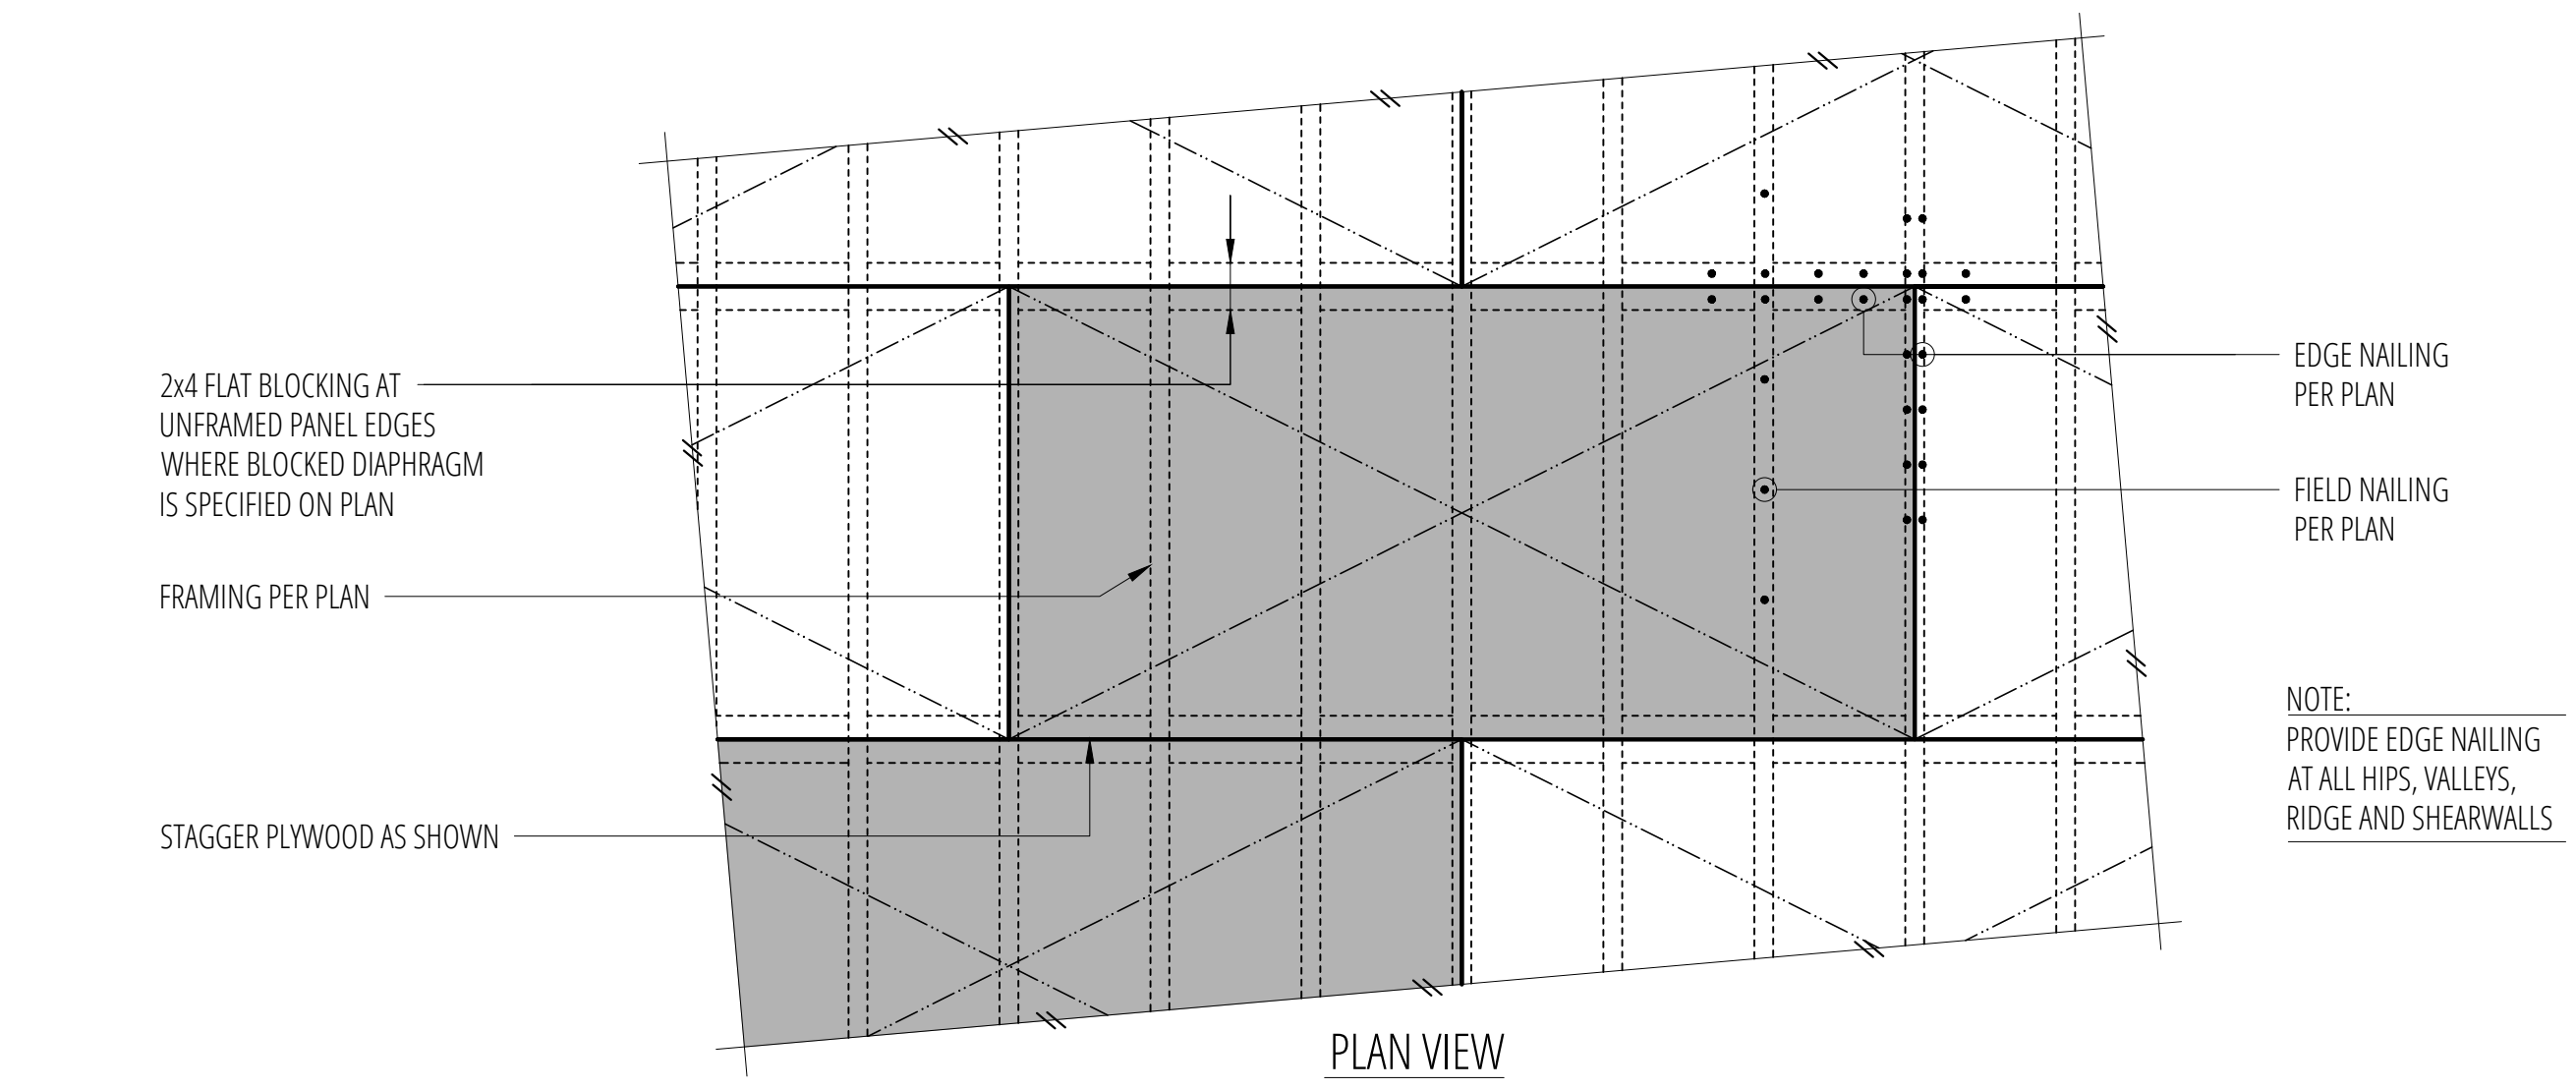 2x4 FLAT BLOCKING AT
UNFRAMED PANEL EDGES
WHERE BLOCKED DIAPHRAGM
IS SPECIFIED ON PLAN
FRAMING PER PLAN
STAGGER PLYWOOD AS SHOWN
EDGE NAILING
PER PLAN
FIELD NAILING
PER PLAN
NOTE:
PROVIDE EDGE NAILING
AT ALL HIPS, VALLEYS,
RIDGE AND SHEARWALLS
PLAN VIEW